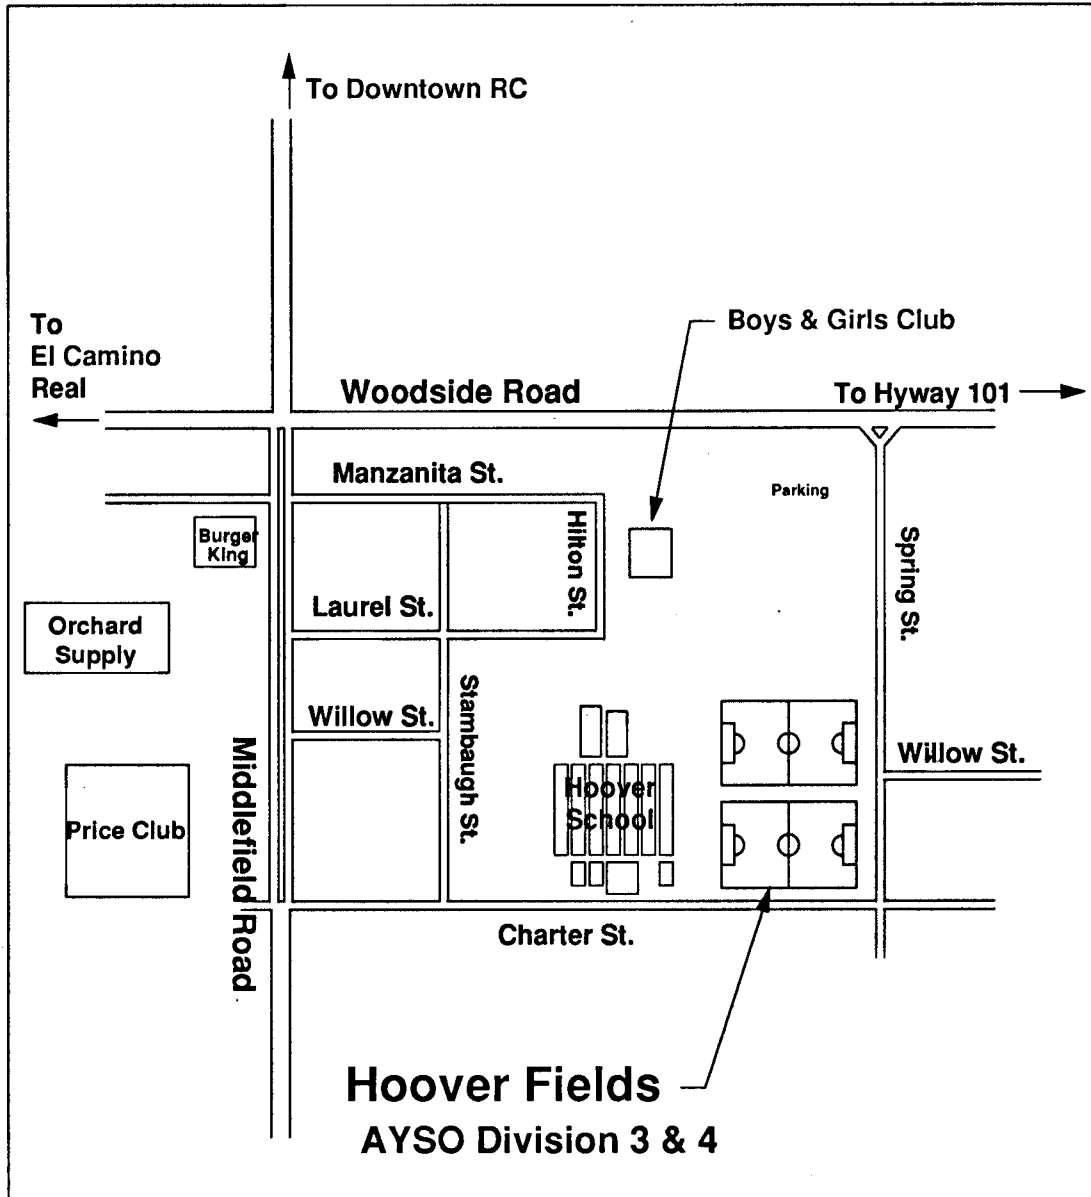 To Downtown RC
To
El Camino
Real
Boys & Girls Club
Woodside Road
To Hyway 101
Manzanita St.
Parking
Burger
King
Hilton St.
Spring St.
Laurel St.
Orchard
Supply
Stambaugh St.
Willow St.
Middlefield Road
Willow St.
Hoover
School
Price Club
Charter St.
Hoover Fields
AYSO Division 3 & 4